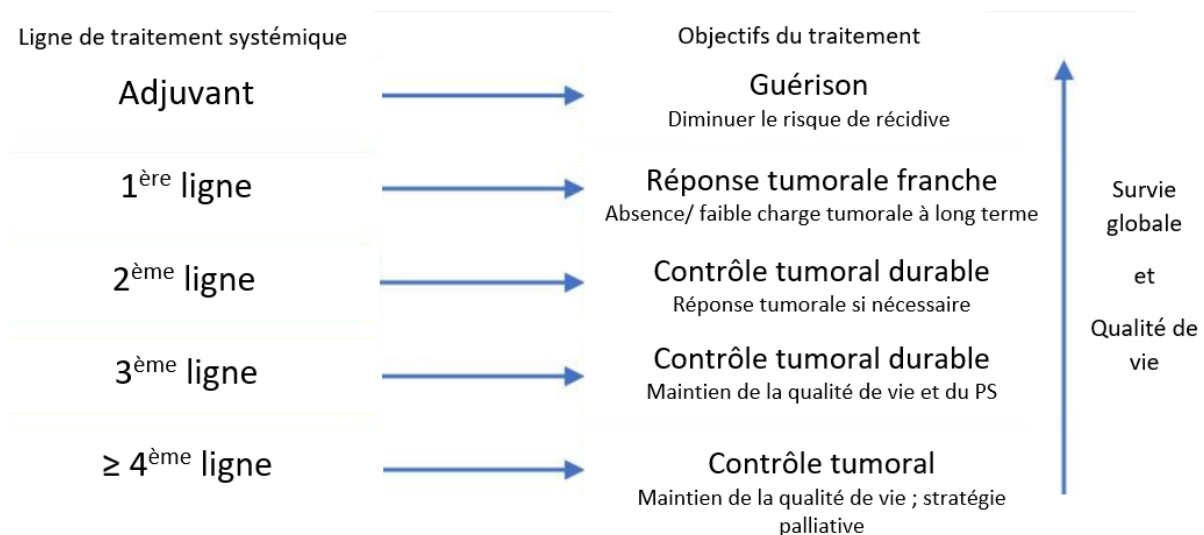 Ligne de traitement systémique
Objectifs du traitement
Adjuvant
Guérison
Diminuer le risque de récidive
1ère ligne
Réponse tumorale franche
Absence/ faible charge tumorale à long terme
2ème ligne
Contrôle tumoral durable
Réponse tumorale si nécessaire
3ème ligne
Contrôle tumoral durable
Maintien de la qualité de vie et du PS
≥ 4ème ligne
Contrôle tumoral
Maintien de la qualité de vie ; stratégie
palliative
Survie
globale
et
Qualité de
vie